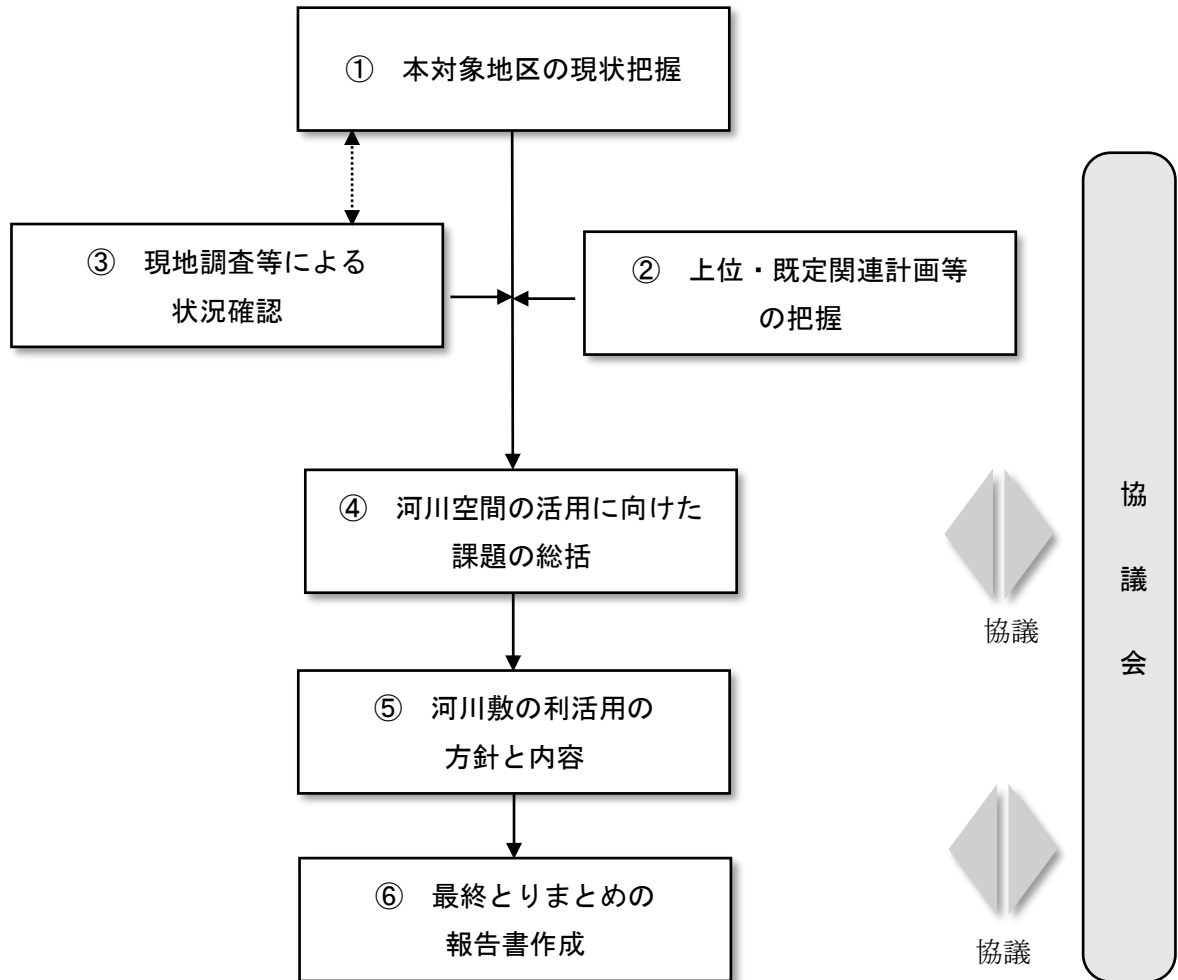 ① 本対象地区の現状把握
③ 現地調査等による
状況確認
② 上位・既定関連計画等
の把握
④ 河川空間の活用に向けた
課題の総括
協議
⑤ 河川敷の利活用の
方針と内容
⑥ 最終とりまとめの
報告書作成
協議
協議会